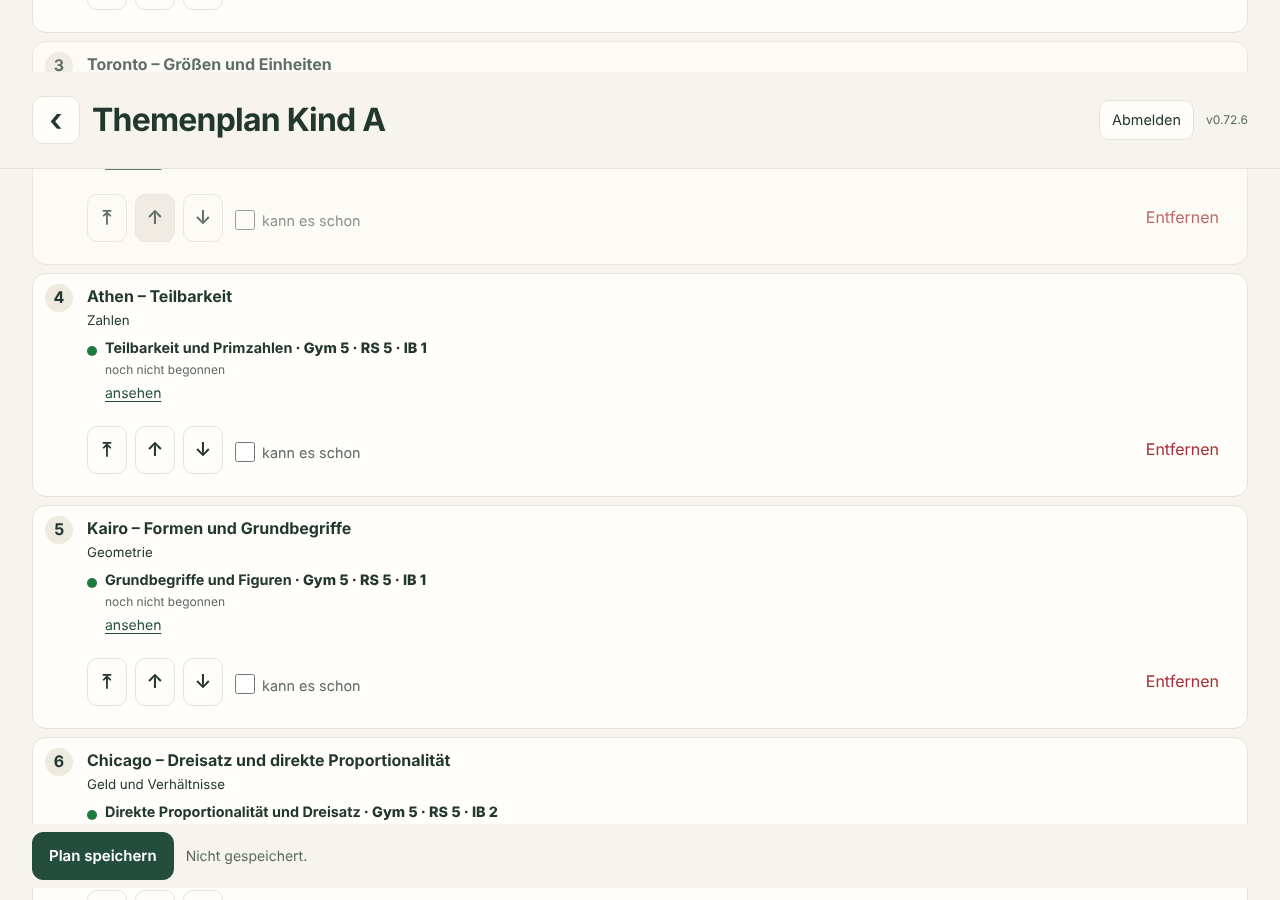 3 Toronto – Größen und Einheiten
‹ Themenplan Kind A Abmelden v0.72.6
⤒ ↑ ↓ kann es schon Entfernen
4 Athen – Teilbarkeit
Zahlen
Teilbarkeit und Primzahlen · Gym 5 · RS 5 · IB 1
noch nicht begonnen
ansehen
⤒ ↑ ↓ kann es schon Entfernen
5 Kairo – Formen und Grundbegriffe
Geometrie
Grundbegriffe und Figuren · Gym 5 · RS 5 · IB 1
noch nicht begonnen
ansehen
⤒ ↑ ↓ kann es schon Entfernen
6 Chicago – Dreisatz und direkte Proportionalität
Geld und Verhältnisse
Direkte Proportionalität und Dreisatz · Gym 5 · RS 5 · IB 2
Plan speichern Nicht gespeichert.